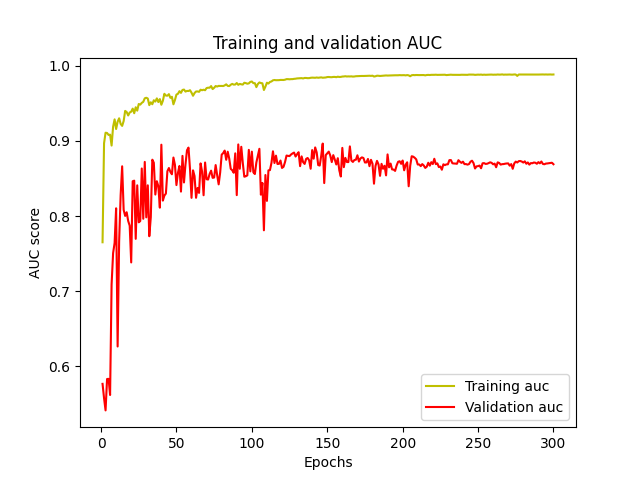 Training and validation AUC
1.0
0.9
0.8
0.7
0.6
AUC score
0 50 100 150 200 250 300
Epochs
Training auc
Validation auc